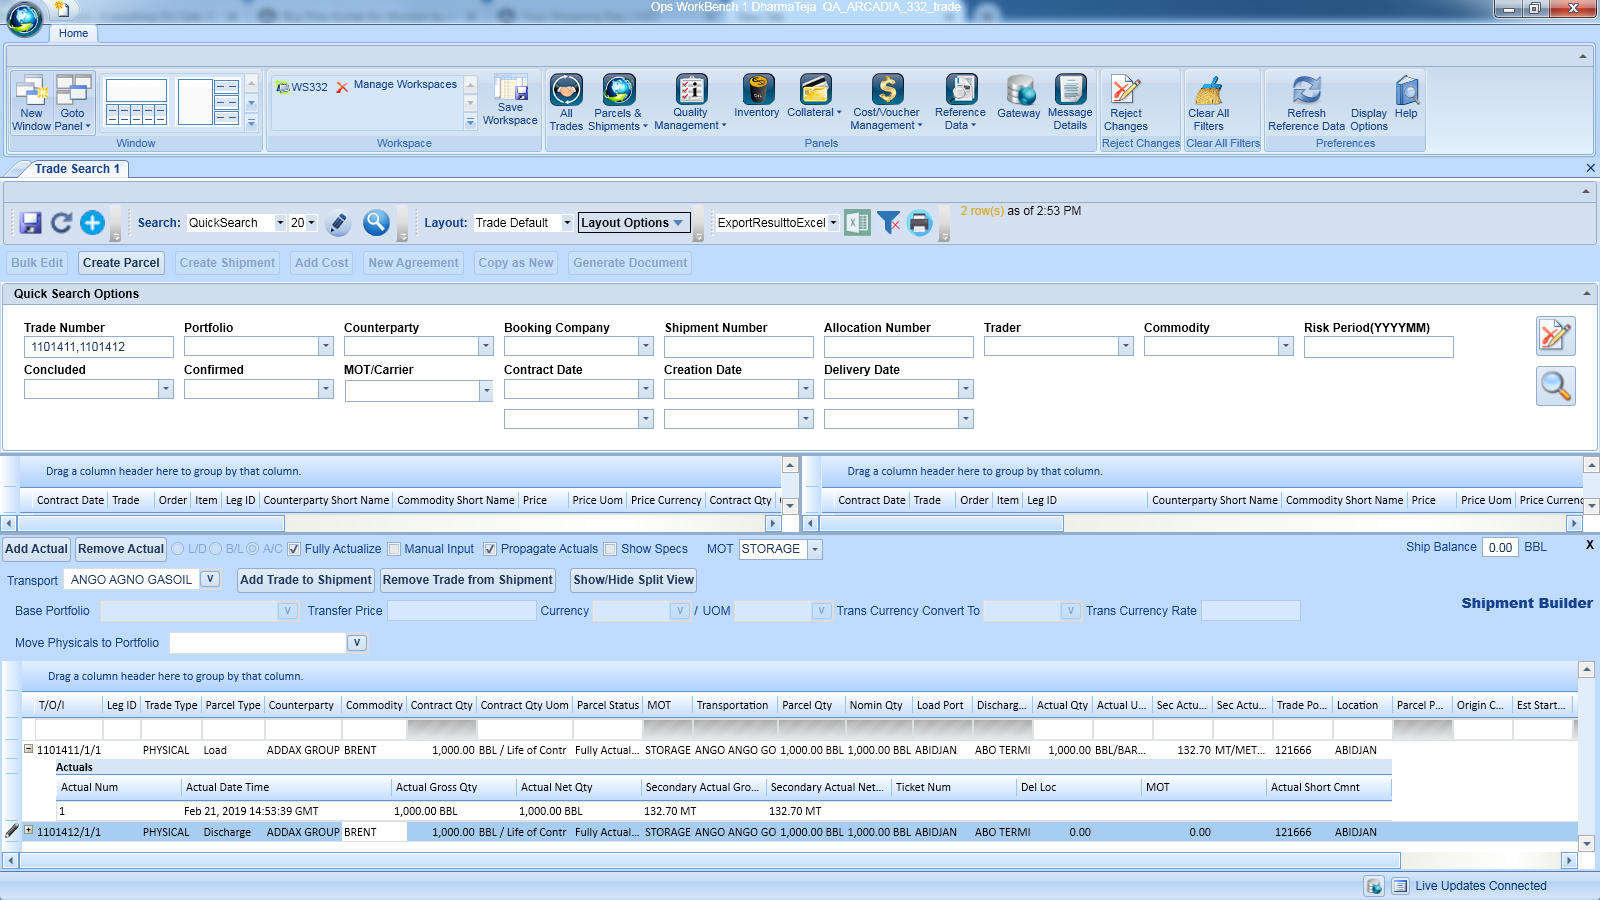 Ops WorkBench 1 DharmaTeja QA_ARCADIA_332_trade
Home
New Window
Goto Panel
Window
WS332
Manage Workspaces
Save Workspace
Workspace
All Trades
Parcels & Shipments
Quality Management
Inventory
Collateral
Cost/Voucher Management
Reference Data
Gateway
Message Details
Panels
Reject Changes
Reject Changes
Clear All Filters
Clear All Filters
Refresh Reference Data
Display Options
Help
Preferences
Trade Search 1
Search: QuickSearch 20 Layout: Trade Default Layout Options ExportResulttoExcel 2 row(s) as of 2:53 PM
Bulk Edit Create Parcel Create Shipment Add Cost New Agreement Copy as New Generate Document
Quick Search Options
Trade Number Portfolio Counterparty Booking Company Shipment Number Allocation Number Trader Commodity Risk Period(YYYYMM)
1101411,1101412
Concluded Confirmed MOT/Carrier Contract Date Creation Date Delivery Date
Drag a column header here to group by that column.
Contract Date Trade Order Item Leg ID Counterparty Short Name Commodity Short Name Price Price Uom Price Currency Contract Qty
Drag a column header here to group by that column.
Contract Date Trade Order Item Leg ID Counterparty Short Name Commodity Short Name Price Price Uom Price Currenc
Add Actual Remove Actual L/D B/L A/C Fully Actualize Manual Input Propagate Actuals Show Specs MOT STORAGE Ship Balance 0.00 BBL X
Transport ANGO AGNO GASOIL V Add Trade to Shipment Remove Trade from Shipment Show/Hide Split View
Base Portfolio V Transfer Price Currency V / UOM V Trans Currency Convert To V Trans Currency Rate
Shipment Builder
Move Physicals to Portfolio V
Drag a column header here to group by that column.
T/O/I Leg ID Trade Type Parcel Type Counterparty Commodity Contract Qty Contract Qty Uom Parcel Status MOT Transportation Parcel Qty Nomin Qty Load Port Discharg... Actual Qty Actual U... Sec Actu... Sec Actu... Trade Po... Location Parcel P... Origin C... Est Start...
1101411/1/1 PHYSICAL Load ADDAX GROUP BRENT 1,000.00 BBL / Life of Contr Fully Actual... STORAGE ANGO ANGO GO 1,000.00 BBL 1,000.00 BBL ABIDJAN ABO TERMI 1,000.00 BBL/BAR... 132.70 MT/MET... 121666 ABIDJAN
Actuals
Actual Num Actual Date Time Actual Gross Qty Actual Net Qty Secondary Actual Gro... Secondary Actual Net... Ticket Num Del Loc MOT Actual Short Cmnt
1 Feb 21, 2019 14:53:39 GMT 1,000.00 BBL 1,000.00 BBL 132.70 MT 132.70 MT
1101412/1/1 PHYSICAL Discharge ADDAX GROUP BRENT 1,000.00 BBL / Life of Contr Fully Actual... STORAGE ANGO ANGO GO 1,000.00 BBL 1,000.00 BBL ABIDJAN ABO TERMI 0.00 0.00 121666 ABIDJAN
Live Updates Connected